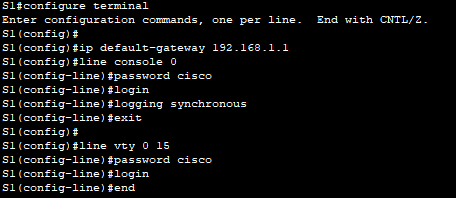 S1#configure terminal
Enter configuration commands, one per line.  End with CNTL/Z.
S1(config)#
S1(config)#ip default-gateway 192.168.1.1
S1(config)#line console 0
S1(config-line)#password cisco
S1(config-line)#login
S1(config-line)#logging synchronous
S1(config-line)#exit
S1(config)#
S1(config)#line vty 0 15
S1(config-line)#password cisco
S1(config-line)#login
S1(config-line)#end